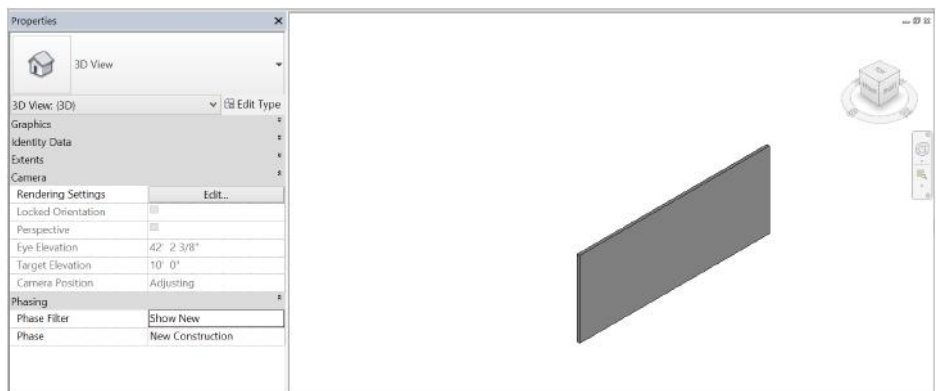 Properties
3D View
3D View: {3D}
Edit Type
Graphics
Identity Data
Extents
Camera
Rendering Settings Edit...
Locked Orientation
Perspective
Eye Elevation 42' 2 3/8"
Target Elevation 10' 0"
Camera Position Adjusting
Phasing
Phase Filter Show New
Phase New Construction